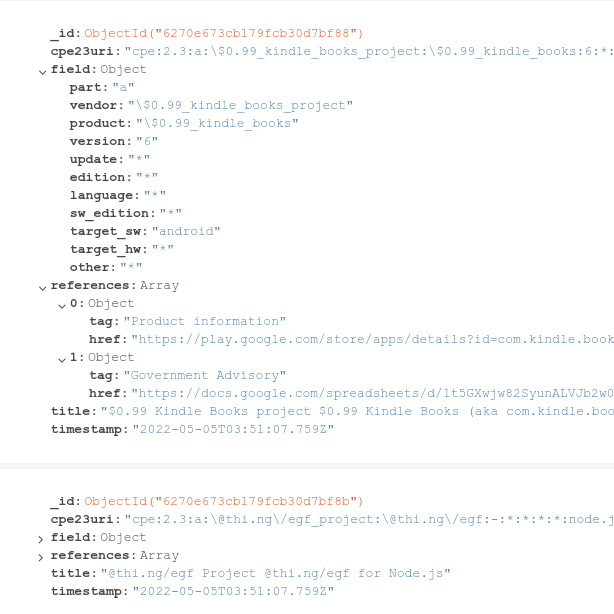 _id: ObjectId("6270e673cb179fcb30d7bf88")
cpe23uri: "cpe:2.3:a:\$0.99_kindle_books_project:\$0.99_kindle_books:6:*:
field: Object
part: "a"
vendor: "\$0.99_kindle_books_project"
product: "\$0.99_kindle_books"
version: "6"
update: "*"
edition: "*"
language: "*"
sw_edition: "*"
target_sw: "android"
target_hw: "*"
other: "*"
references: Array
0: Object
tag: "Product information"
href: "https://play.google.com/store/apps/details?id=com.kindle.book
1: Object
tag: "Government Advisory"
href: "https://docs.google.com/spreadsheets/d/1t5GXwjw82SyunALVJb2w0
title: "$0.99 Kindle Books project $0.99 Kindle Books (aka com.kindle.boo
timestamp: "2022-05-05T03:51:07.759Z"
_id: ObjectId("6270e673cb179fcb30d7bf8b")
cpe23uri: "cpe:2.3:a:\@thi.ng\/egf_project:\@thi.ng\/egf:-:*:*:*:*:node.j
field: Object
references: Array
title: "@thi.ng/egf Project @thi.ng/egf for Node.js"
timestamp: "2022-05-05T03:51:07.759Z"